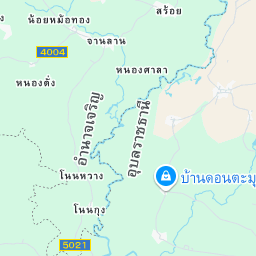 สร้อย
น้อยหม้อทอง
จานลาน
4004
หนองศาลา
หนองดั่ง
อำนาจเจริญ
อุบลราชธานี
โนนหวาง
บ้านดอนตะมุ
โนนกุง
5021